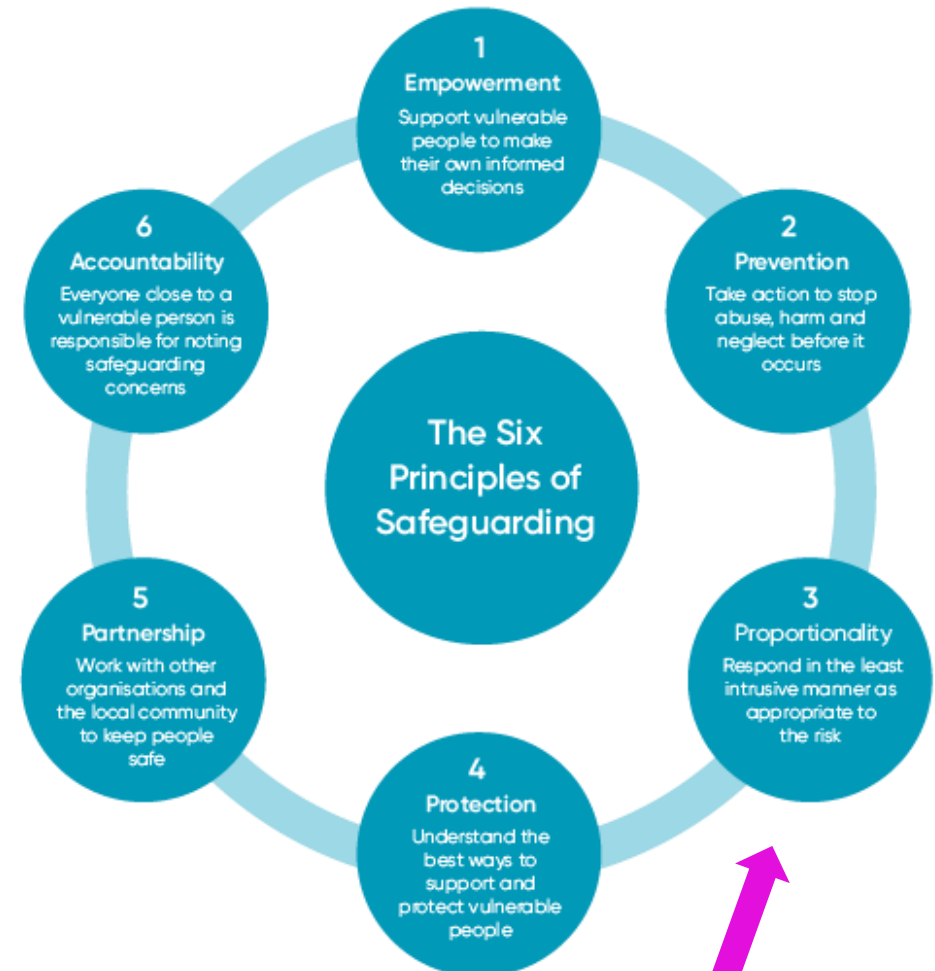 1
Empowerment
Support vulnerable
people to make
their own informed
decisions
2
Prevention
Take action to stop
abuse, harm and
neglect before it
occurs
3
Proportionality
Respond in the least
intrusive manner as
appropriate to
the risk
4
Protection
Understand the
best ways to
support and
protect vulnerable
people
5
Partnership
Work with other
organisations and
the local community
to keep people
safe
6
Accountability
Everyone close to a
vulnerable person is
responsible for noting
safeguarding
concerns
The Six
Principles of
Safeguarding